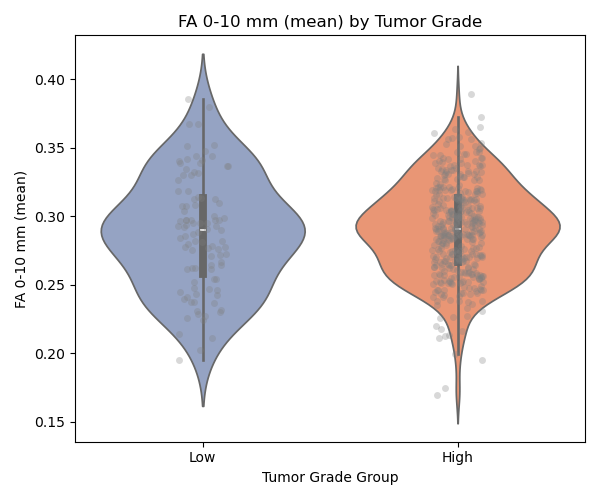 FA 0-10 mm (mean) by Tumor Grade
FA 0-10 mm (mean)
0.40
0.35
0.30
0.25
0.20
0.15
Low
High
Tumor Grade Group